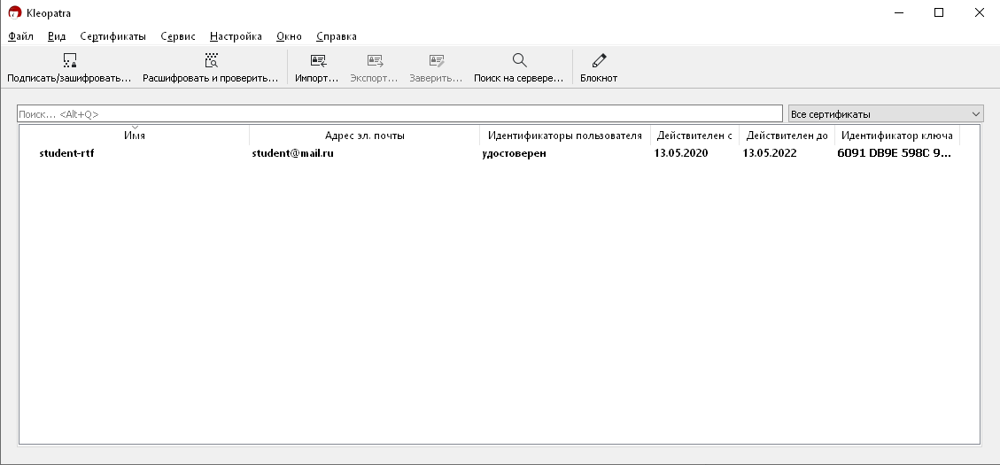 Kleopatra
Файл Вид Сертификаты Сервис Настройка Окно Справка
Подписать/зашифровать... Расшифровать и проверить... Импорт... Экспорт... Заверить... Поиск на сервере... Блокнот
Поиск... <Alt+Q> Все сертификаты
Имя Адрес эл. почты Идентификаторы пользователя Действителен с Действителен до Идентификатор ключа
student-rtf student@mail.ru удостоверен 13.05.2020 13.05.2022 6091 DB9E 598C 9...